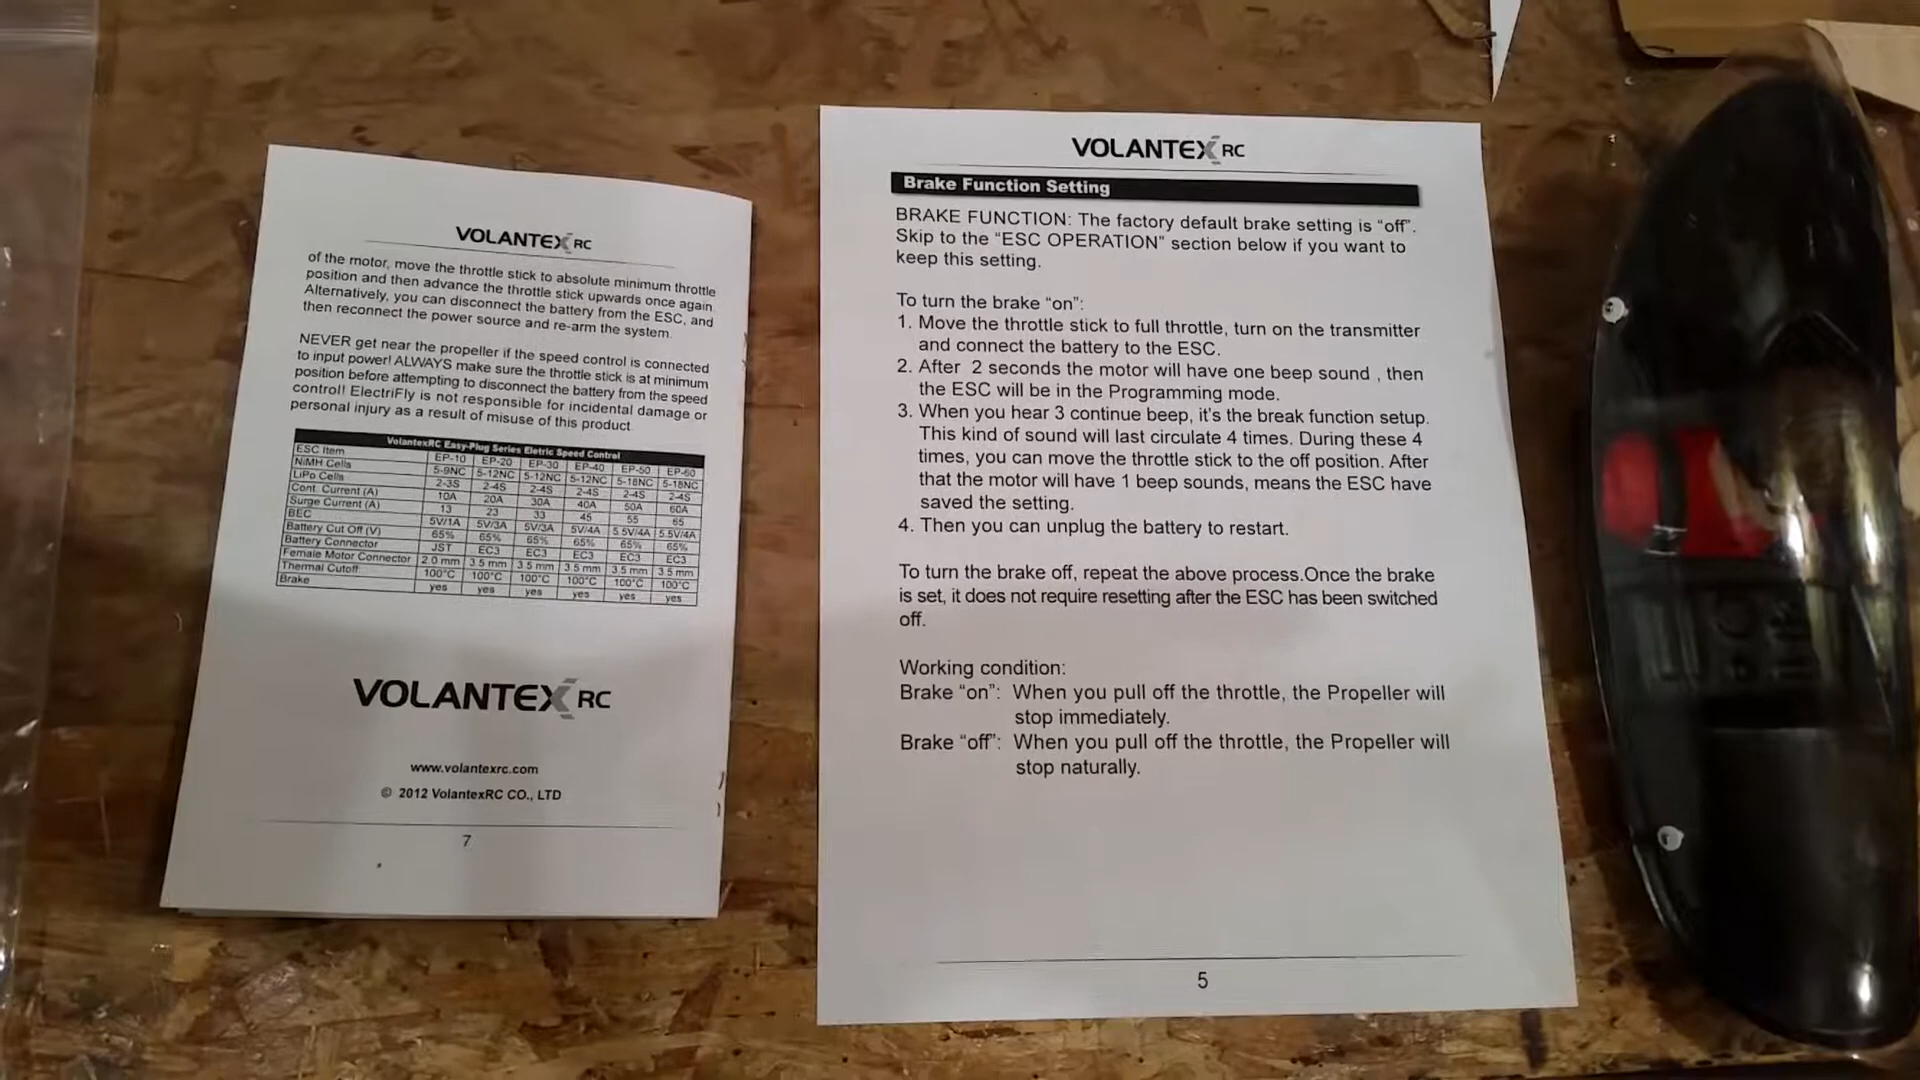 VOLANTEX RC
of the motor, move the throttle stick to absolute minimum throttle
position and then advance the throttle stick upwards once again.
Alternatively, you can disconnect the battery from the ESC, and
then reconnect the power source and re-arm the system.
NEVER get near the propeller if the speed control is connected
to input power! ALWAYS make sure the throttle stick is at minimum
position before attempting to disconnect the battery from the speed
control! ElectriFly is not responsible for incidental damage or
personal injury as a result of misuse of this product.
VolantexRC Easy-Plug Series Eletric Speed Control
ESC Item EP-10 EP-20 EP-30 EP-40 EP-50 EP-60
NiMH Cells 5-9NC 5-12NC 5-12NC 5-12NC 5-18NC 5-18NC
LiPo Cells 2-3S 2-4S 2-4S 2-4S 2-4S 2-4S
Cont. Current (A) 10A 20A 30A 40A 50A 60A
Surge Current (A) 13 23 33 45 55 65
BEC 5V/1A 5V/3A 5V/3A 5V/4A 5.5V/4A 5.5V/4A
Battery Cut Off (V) 65% 65% 65% 65% 65% 65%
Battery Connector JST EC3 EC3 EC3 EC3 EC3
Female Motor Connector 2.0 mm 3.5 mm 3.5 mm 3.5 mm 3.5 mm 3.5 mm
Thermal Cutoff 100°C 100°C 100°C 100°C 100°C 100°C
Brake yes yes yes yes yes yes
VOLANTEX RC
www.volantexrc.com
© 2012 VolantexRC CO., LTD
7
VOLANTEX RC
Brake Function Setting
BRAKE FUNCTION: The factory default brake setting is “off”.
Skip to the “ESC OPERATION” section below if you want to
keep this setting.
To turn the brake “on”:
1. Move the throttle stick to full throttle, turn on the transmitter
and connect the battery to the ESC.
2. After 2 seconds the motor will have one beep sound , then
the ESC will be in the Programming mode.
3. When you hear 3 continue beep, it's the break function setup.
This kind of sound will last circulate 4 times. During these 4
times, you can move the throttle stick to the off position. After
that the motor will have 1 beep sounds, means the ESC have
saved the setting.
4. Then you can unplug the battery to restart.
To turn the brake off, repeat the above process.Once the brake
is set, it does not require resetting after the ESC has been switched
off.
Working condition:
Brake “on”: When you pull off the throttle, the Propeller will
stop immediately.
Brake “off”: When you pull off the throttle, the Propeller will
stop naturally.
5